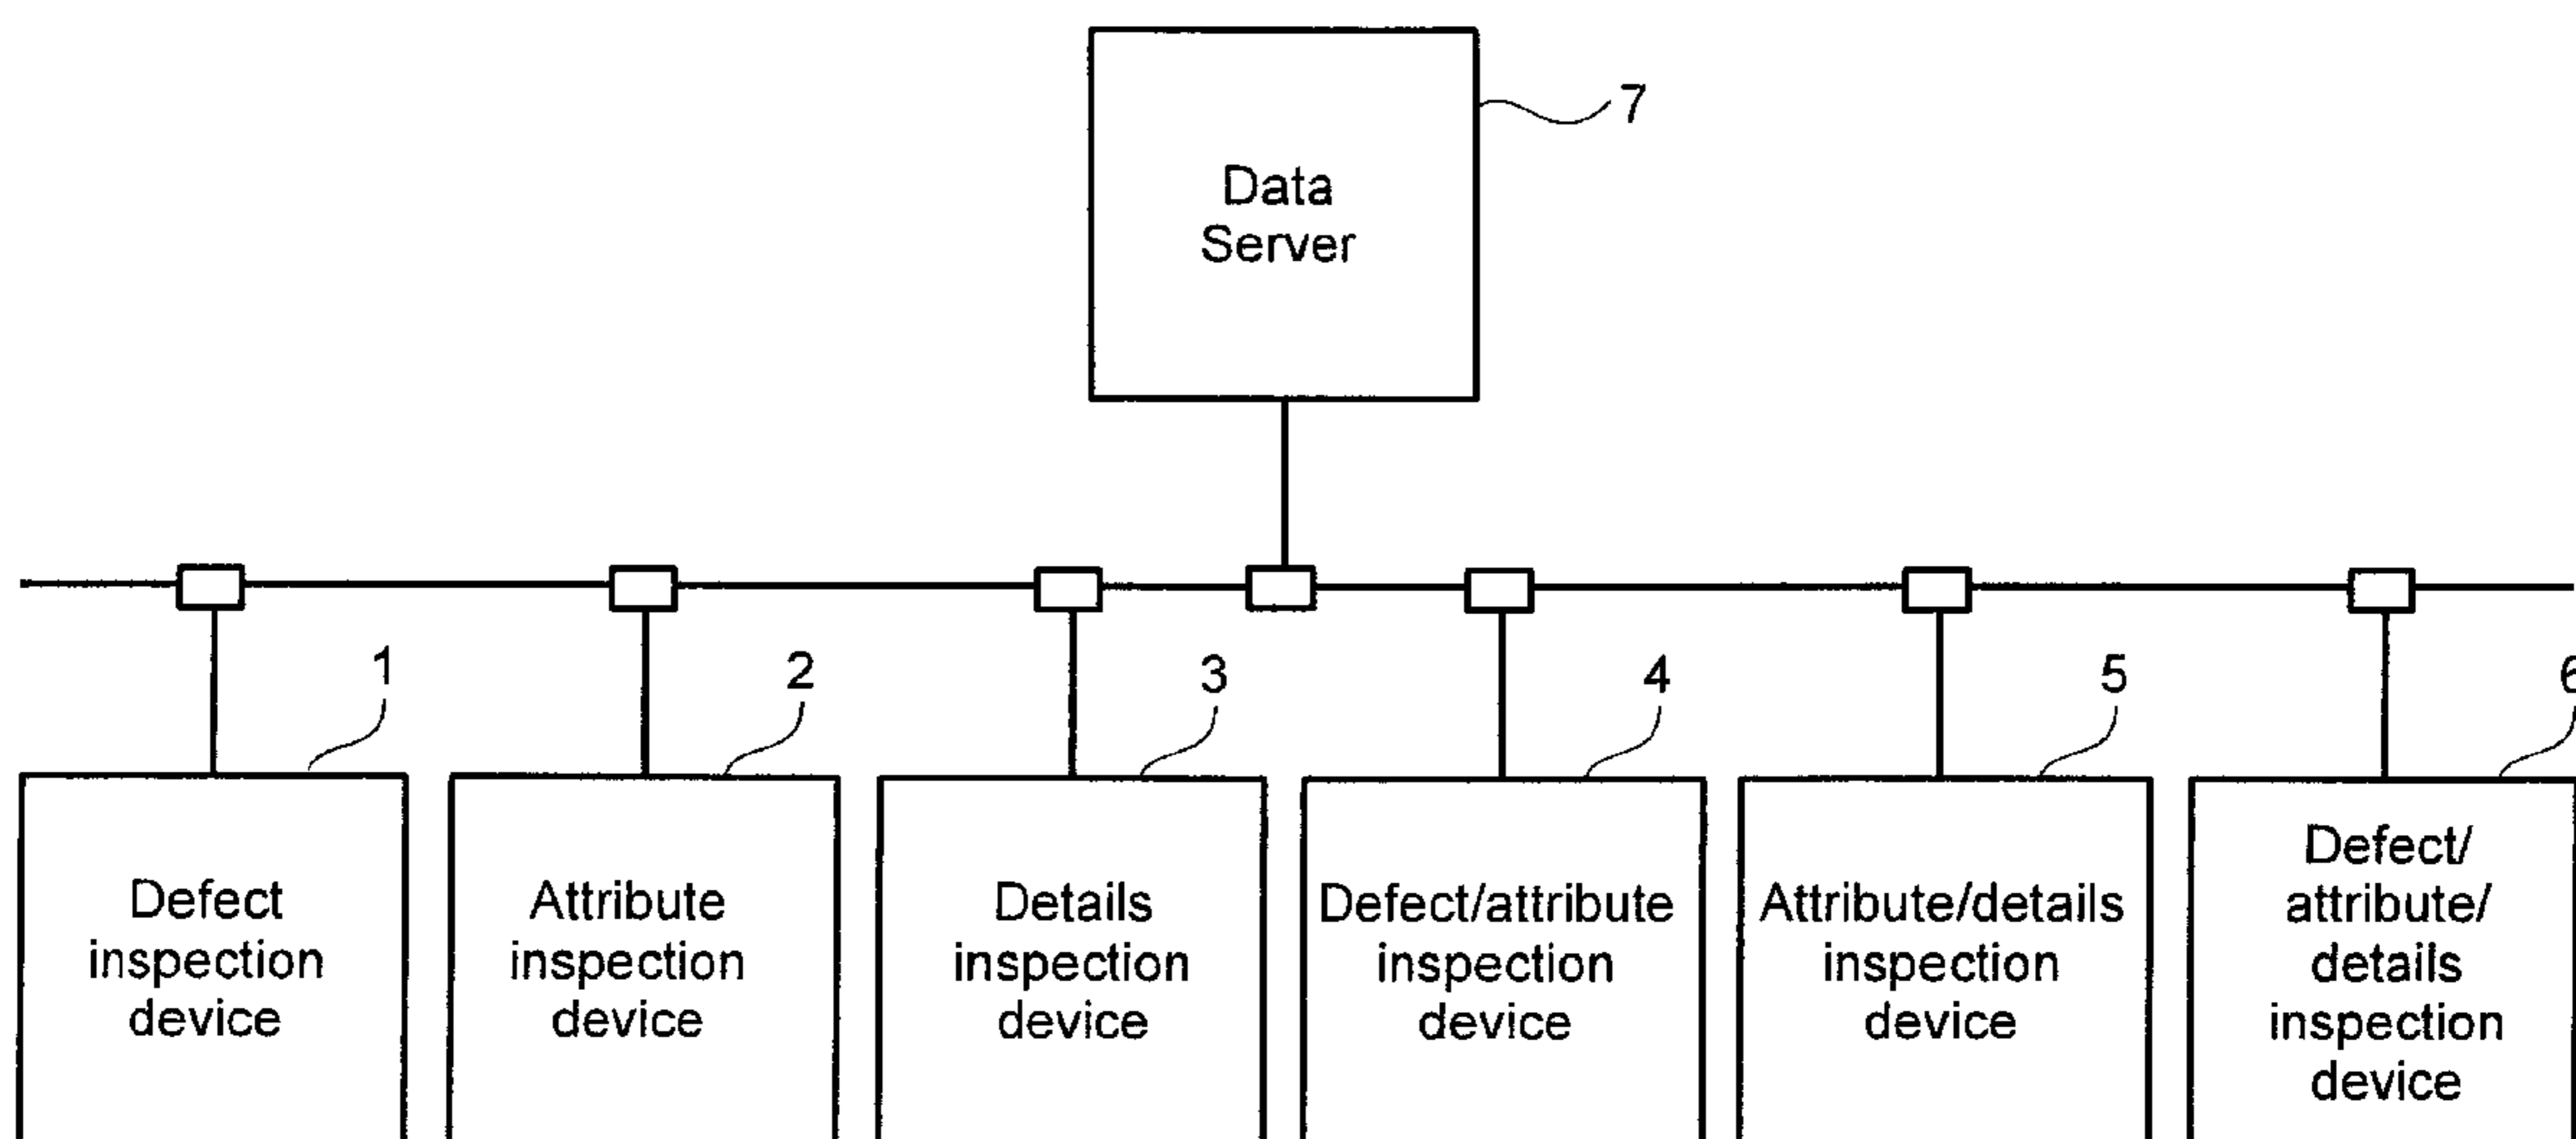 7
Data
Server
1
2
3
4
5
6
Defect
inspection
device
Attribute
inspection
device
Details
inspection
device
Defect/attribute
inspection
device
Attribute/details
inspection
device
Defect/
attribute/
details
inspection
device